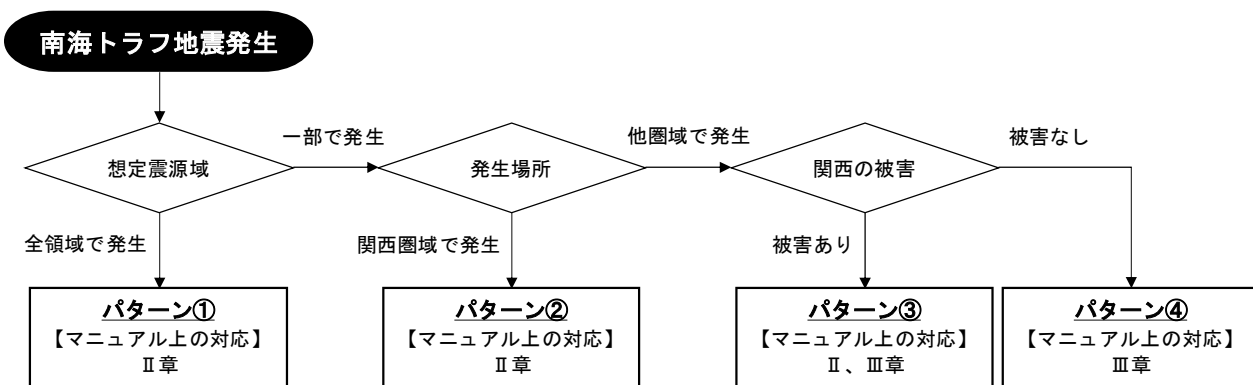 南海トラフ地震発生
一部で発生
他圏域で発生
被害なし
想定震源域
発生場所
関西の被害
全領域で発生
関西圏域で発生
被害あり
パターン①
【マニュアル上の対応】
Ⅱ章
パターン②
【マニュアル上の対応】
Ⅱ章
パターン③
【マニュアル上の対応】
Ⅱ、Ⅲ章
パターン④
【マニュアル上の対応】
Ⅲ章